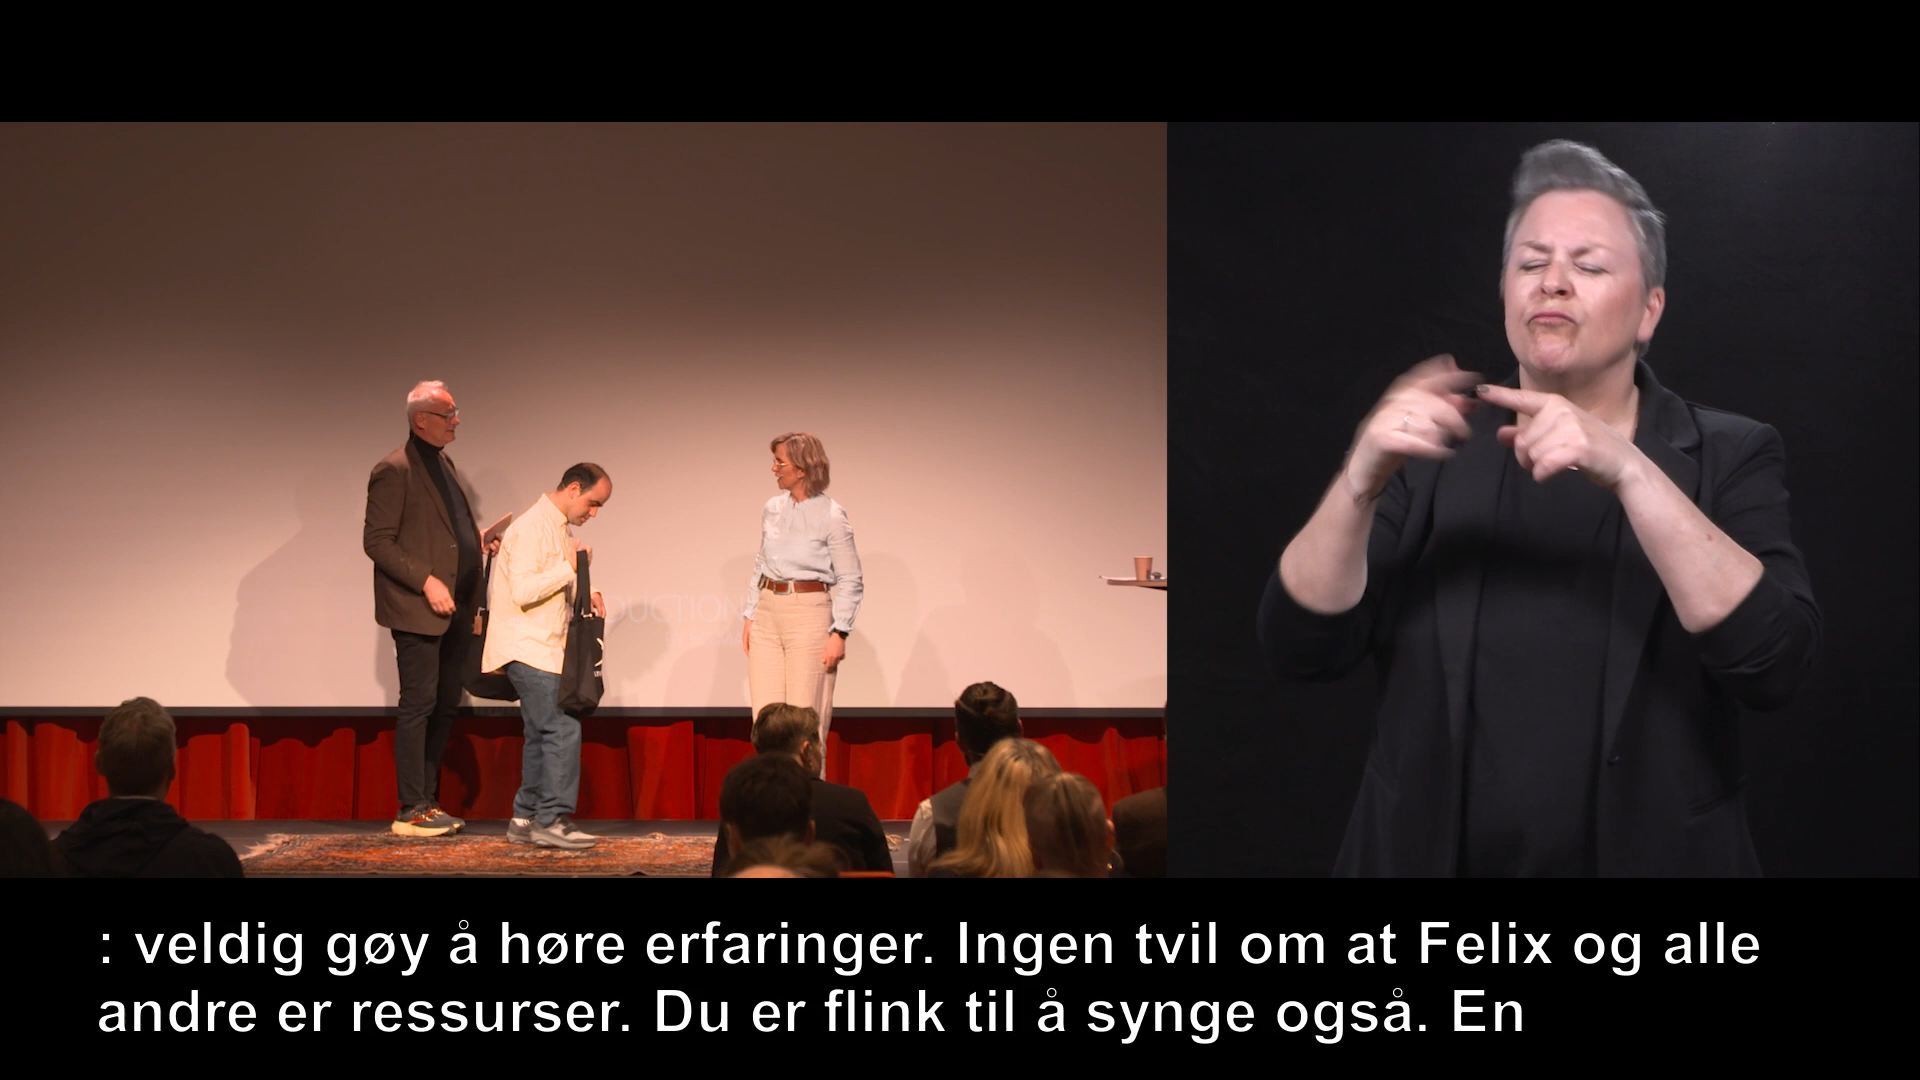 DUCTION
: veldig gøy å høre erfaringer. Ingen tvil om at Felix og alle
andre er ressurser. Du er flink til å synge også. En